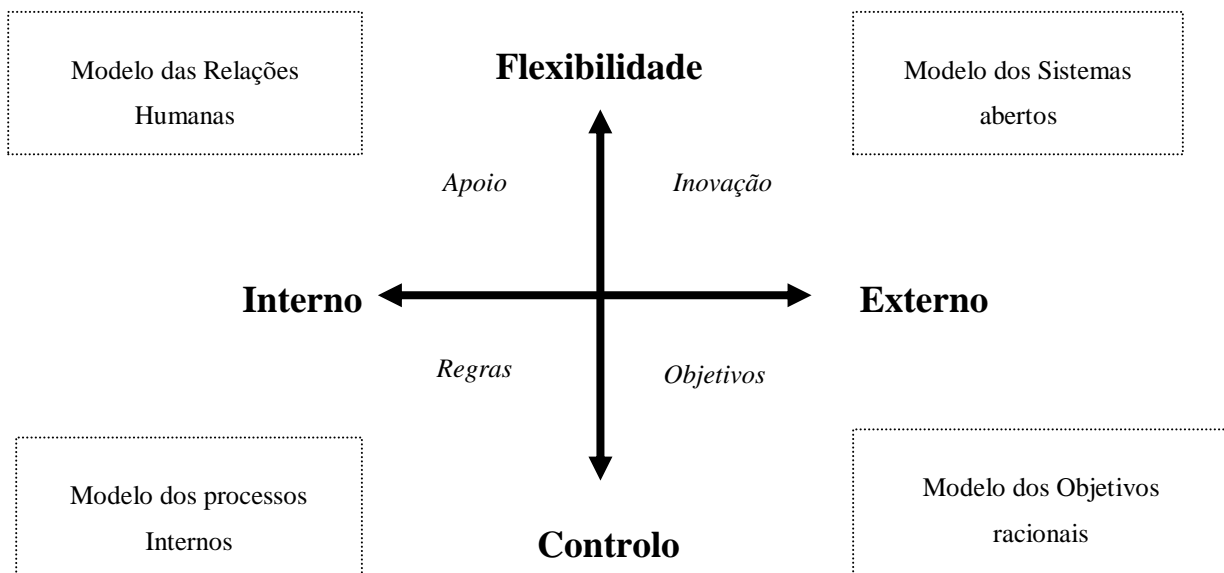 Modelo das Relações
Humanas
Flexibilidade
Modelo dos Sistemas
abertos
Apoio
Inovação
Interno
Externo
Regras
Objetivos
Modelo dos processos
Internos
Controlo
Modelo dos Objetivos
racionais